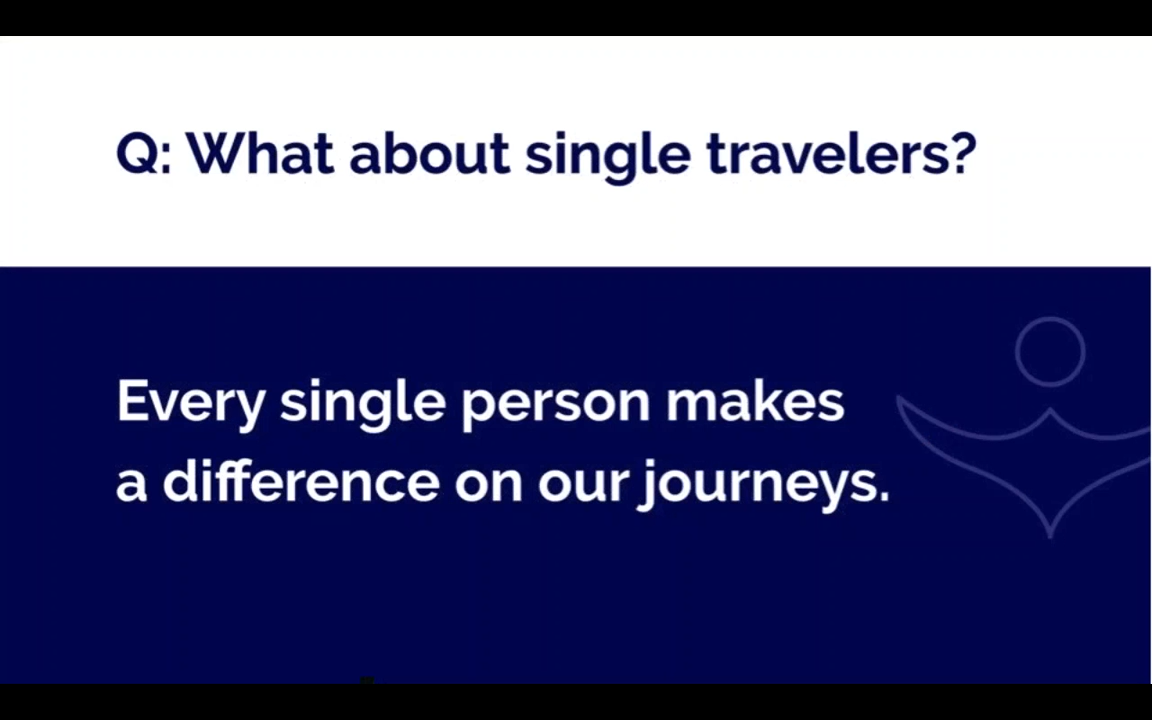 Q: What about single travelers?
Every single person makes
a difference on our journeys.